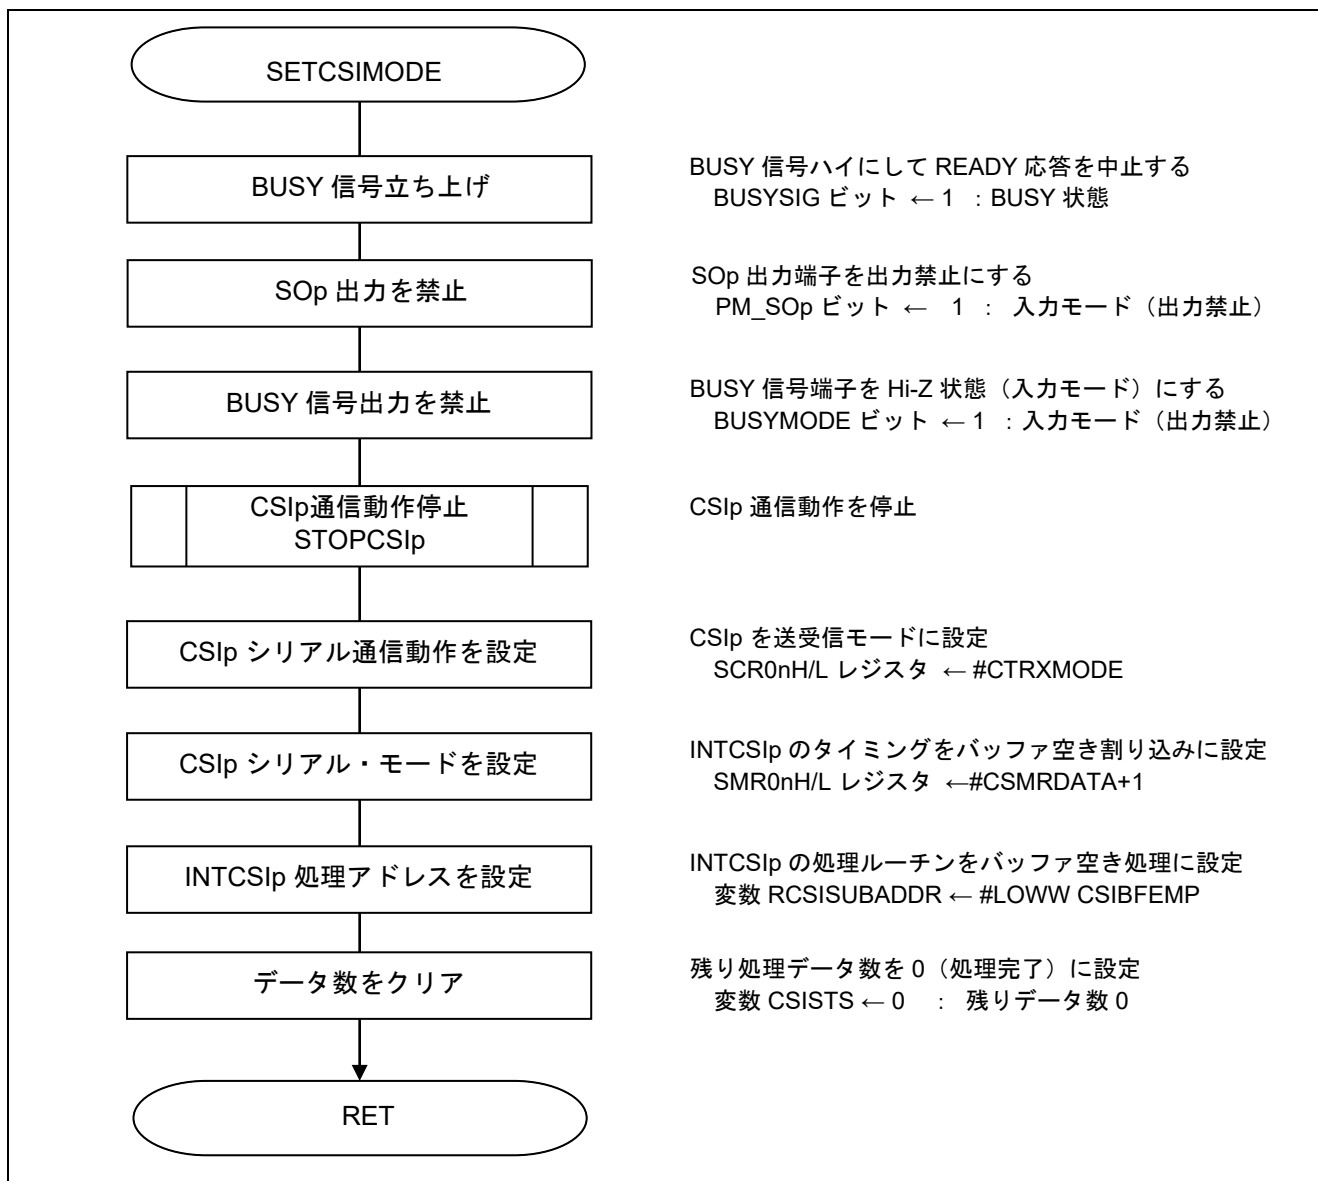 SETCSIMODE
BUSY 信号立ち上げ
BUSY 信号ハイにして READY 応答を中止する
BUSYSIG ビット ← 1 : BUSY 状態
SOp 出力を禁止
SOp 出力端子を出力禁止にする
PM_SOp ビット ← 1 : 入力モード（出力禁止）
BUSY 信号出力を禁止
BUSY 信号端子を Hi-Z 状態（入力モード）にする
BUSYMODE ビット ← 1 : 入力モード（出力禁止）
CSIp通信動作停止
STOPCSIp
CSIp 通信動作を停止
CSIp シリアル通信動作を設定
CSIp を送受信モードに設定
SCR0nH/L レジスタ ← #CTRXMODE
CSIp シリアル・モードを設定
INTCSIp のタイミングをバッファ空き割り込みに設定
SMR0nH/L レジスタ ←#CSMRDATA+1
INTCSIp 処理アドレスを設定
INTCSIp の処理ルーチンをバッファ空き処理に設定
変数 RCSISUBADDR ← #LOWW CSIBFEMP
データ数をクリア
残り処理データ数を 0（処理完了）に設定
変数 CSISTS ← 0 : 残りデータ数 0
RET